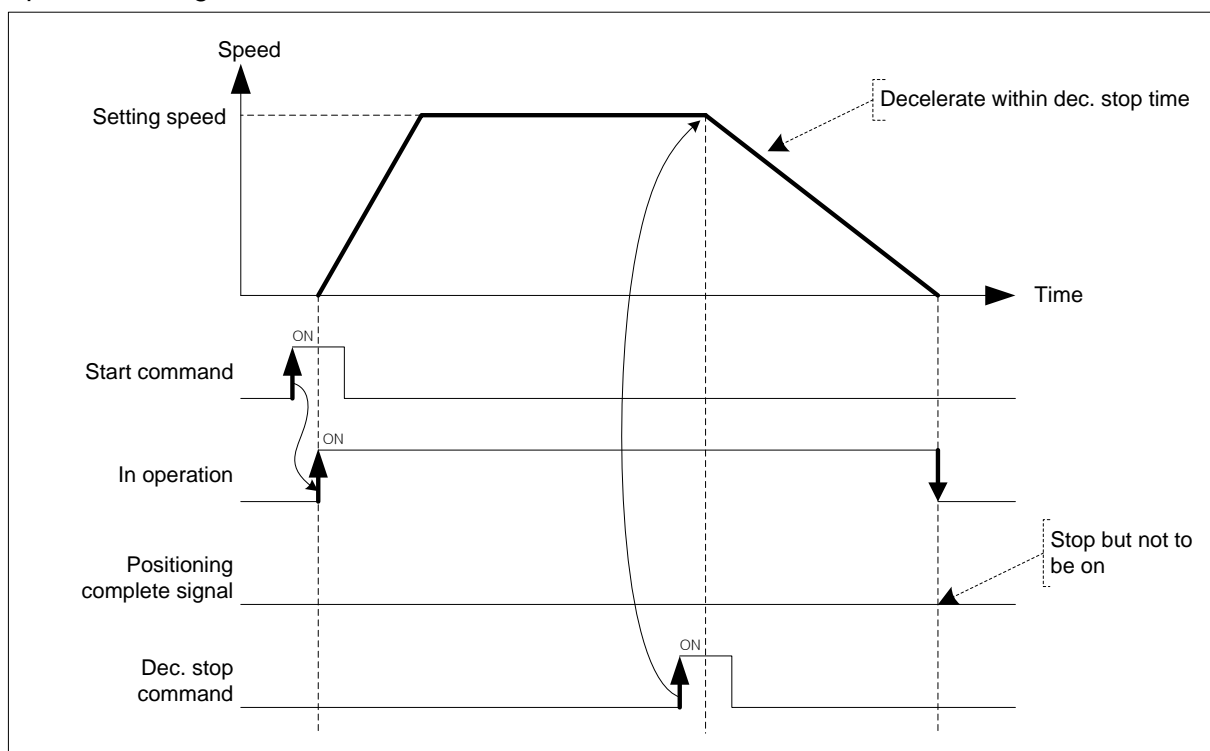 Speed
Setting speed
Decelerate within dec. stop time
Time
ON
Start command
ON
In operation
Positioning
complete signal
Stop but not to
be on
ON
Dec. stop
command